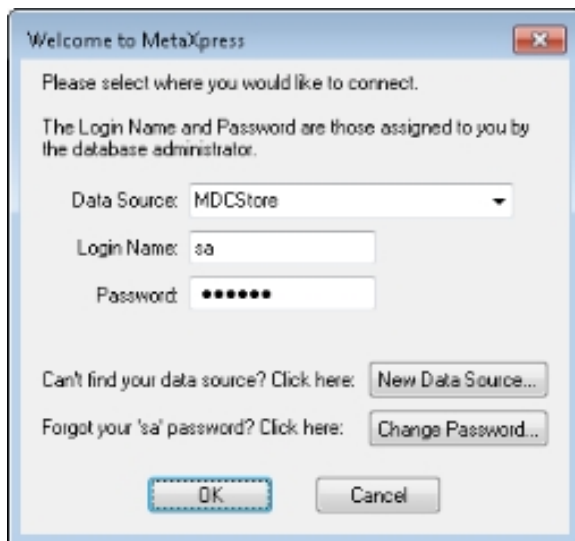 Welcome to MetaXpress
Please select where you would like to connect.
The Login Name and Password are those assigned to you by
the database administrator.
Data Source: MDCStore
Login Name: sa
Password: ●●●●●●
Can't find your data source? Click here: New Data Source...
Forgot your 'sa' password? Click here: Change Password...
OK Cancel